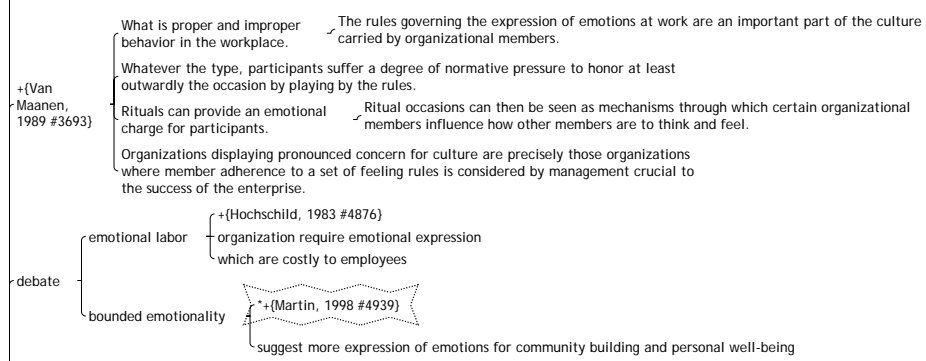 What is proper and improper
behavior in the workplace.
The rules governing the expression of emotions at work are an important part of the culture
carried by organizational members.
+{Van
Maanen,
1989 #3693}
Whatever the type, participants suffer a degree of normative pressure to honor at least
outwardly the occasion by playing by the rules.
Rituals can provide an emotional
charge for participants.
Ritual occasions can then be seen as mechanisms through which certain organizational
members influence how other members are to think and feel.
Organizations displaying pronounced concern for culture are precisely those organizations
where member adherence to a set of feeling rules is considered by management crucial to
the success of the enterprise.
debate
emotional labor
+{Hochschild, 1983 #4876}
organization require emotional expression
which are costly to employees
bounded emotionality
*+{Martin, 1998 #4939}
suggest more expression of emotions for community building and personal well-being